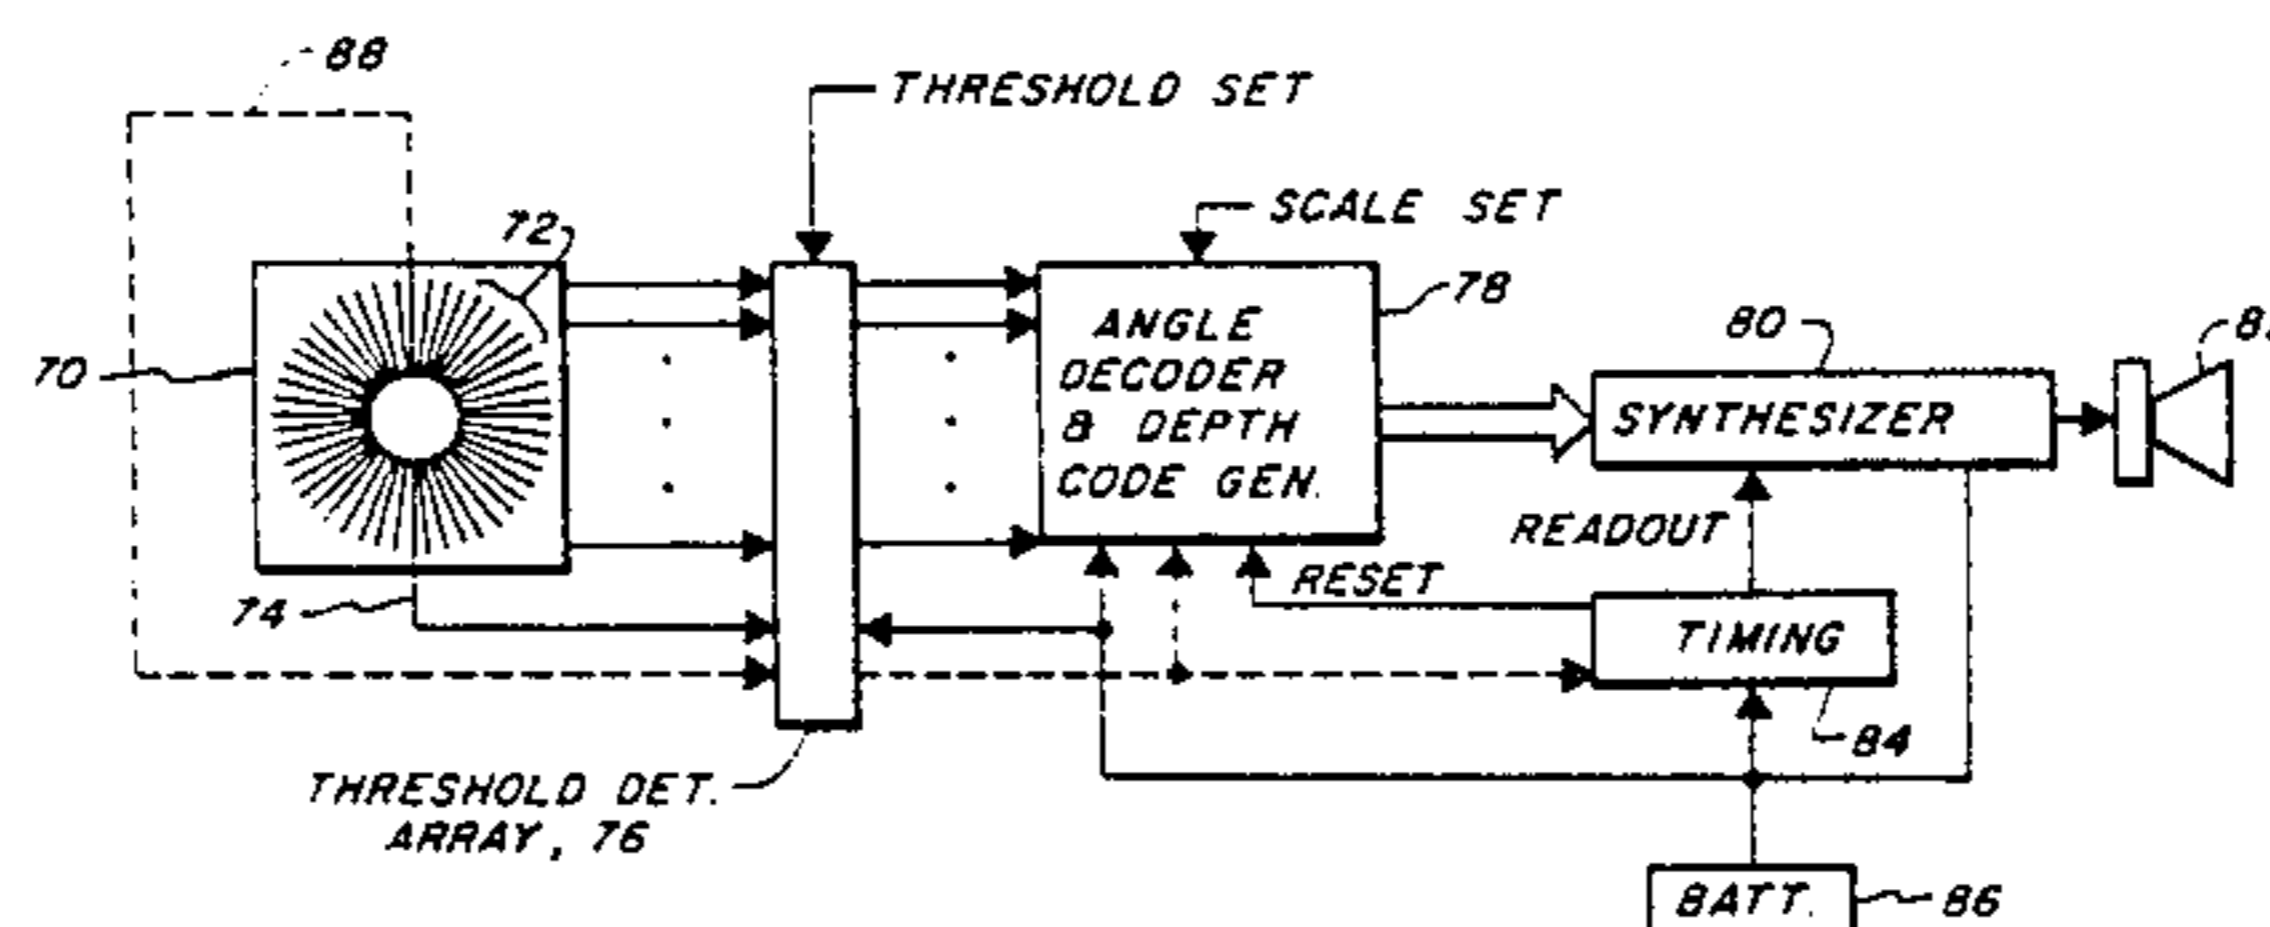 88
THRESHOLD SET
SCALE SET
72
78
70
ANGLE
DECODER
& DEPTH
CODE GEN.
80
SYNTHESIZER
READOUT
RESET
74
TIMING
84
THRESHOLD DET.
ARRAY, 76
BATT.
86